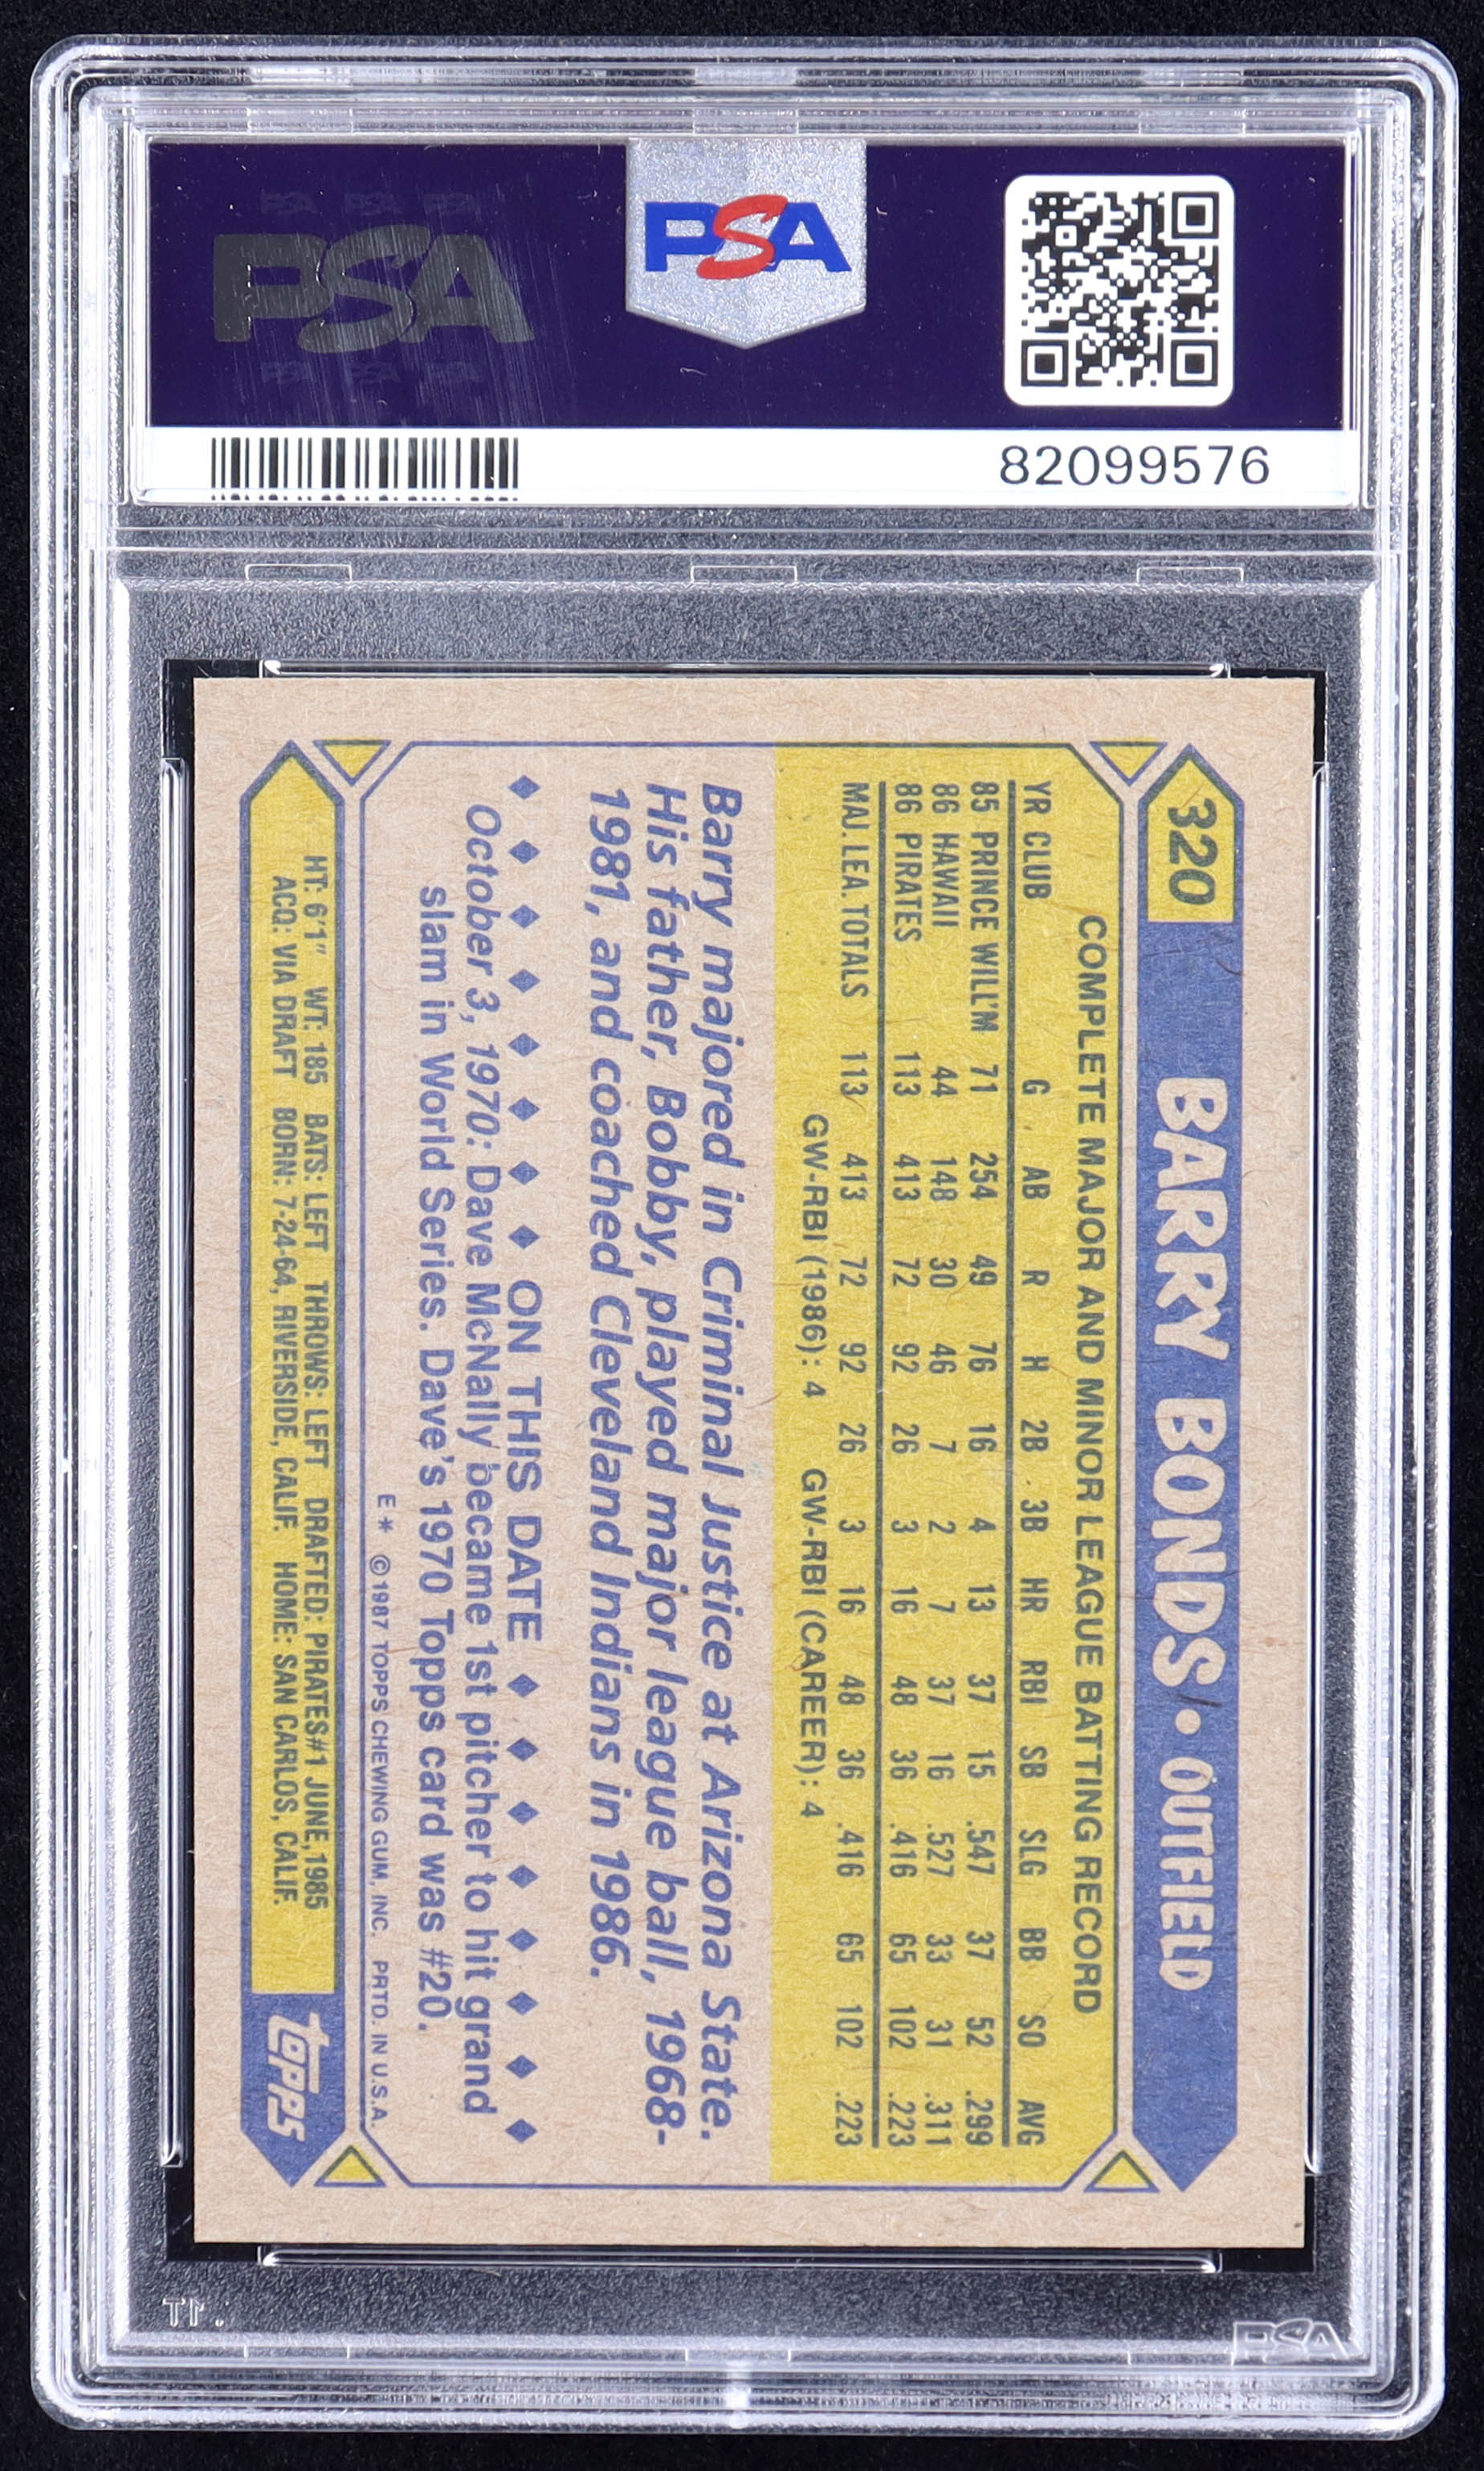 PSA PSA PSA
PSA
PSA PSA PSA
PSA
82099576
320 BARRY BONDS • OUTFIELD
COMPLETE MAJOR AND MINOR LEAGUE BATTING RECORD
YR CLUB G AB R H 2B 3B HR RBI SB SLG BB SO AVG
85 PRINCE WILL'M 71 254 49 76 16 4 13 37 15 .547 37 52 .299
86 HAWAII 44 148 30 46 7 2 7 37 16 .527 33 31 .311
86 PIRATES 113 413 72 92 26 3 16 48 36 .416 65 102 .223
MAJ. LEA. TOTALS 113 413 72 92 26 3 16 48 36 .416 65 102 .223
GW-RBI (1986): 4 GW-RBI (CAREER): 4
Barry majored in Criminal Justice at Arizona State.
His father, Bobby, played major league ball, 1968-
1981, and coached Cleveland Indians in 1986.
ON THIS DATE
October 3, 1970: Dave McNally became 1st pitcher to hit grand
slam in World Series. Dave's 1970 Topps card was #20.
E* © 1987 TOPPS CHEWING GUM, INC. PRTD. IN U.S.A.
HT: 6'1" WT: 185 BATS: LEFT THROWS: LEFT DRAFTED: PIRATES#1 JUNE, 1985
ACQ: VIA DRAFT BORN: 7-24-64, RIVERSIDE, CALIF. HOME: SAN CARLOS, CALIF.
topps
PSA